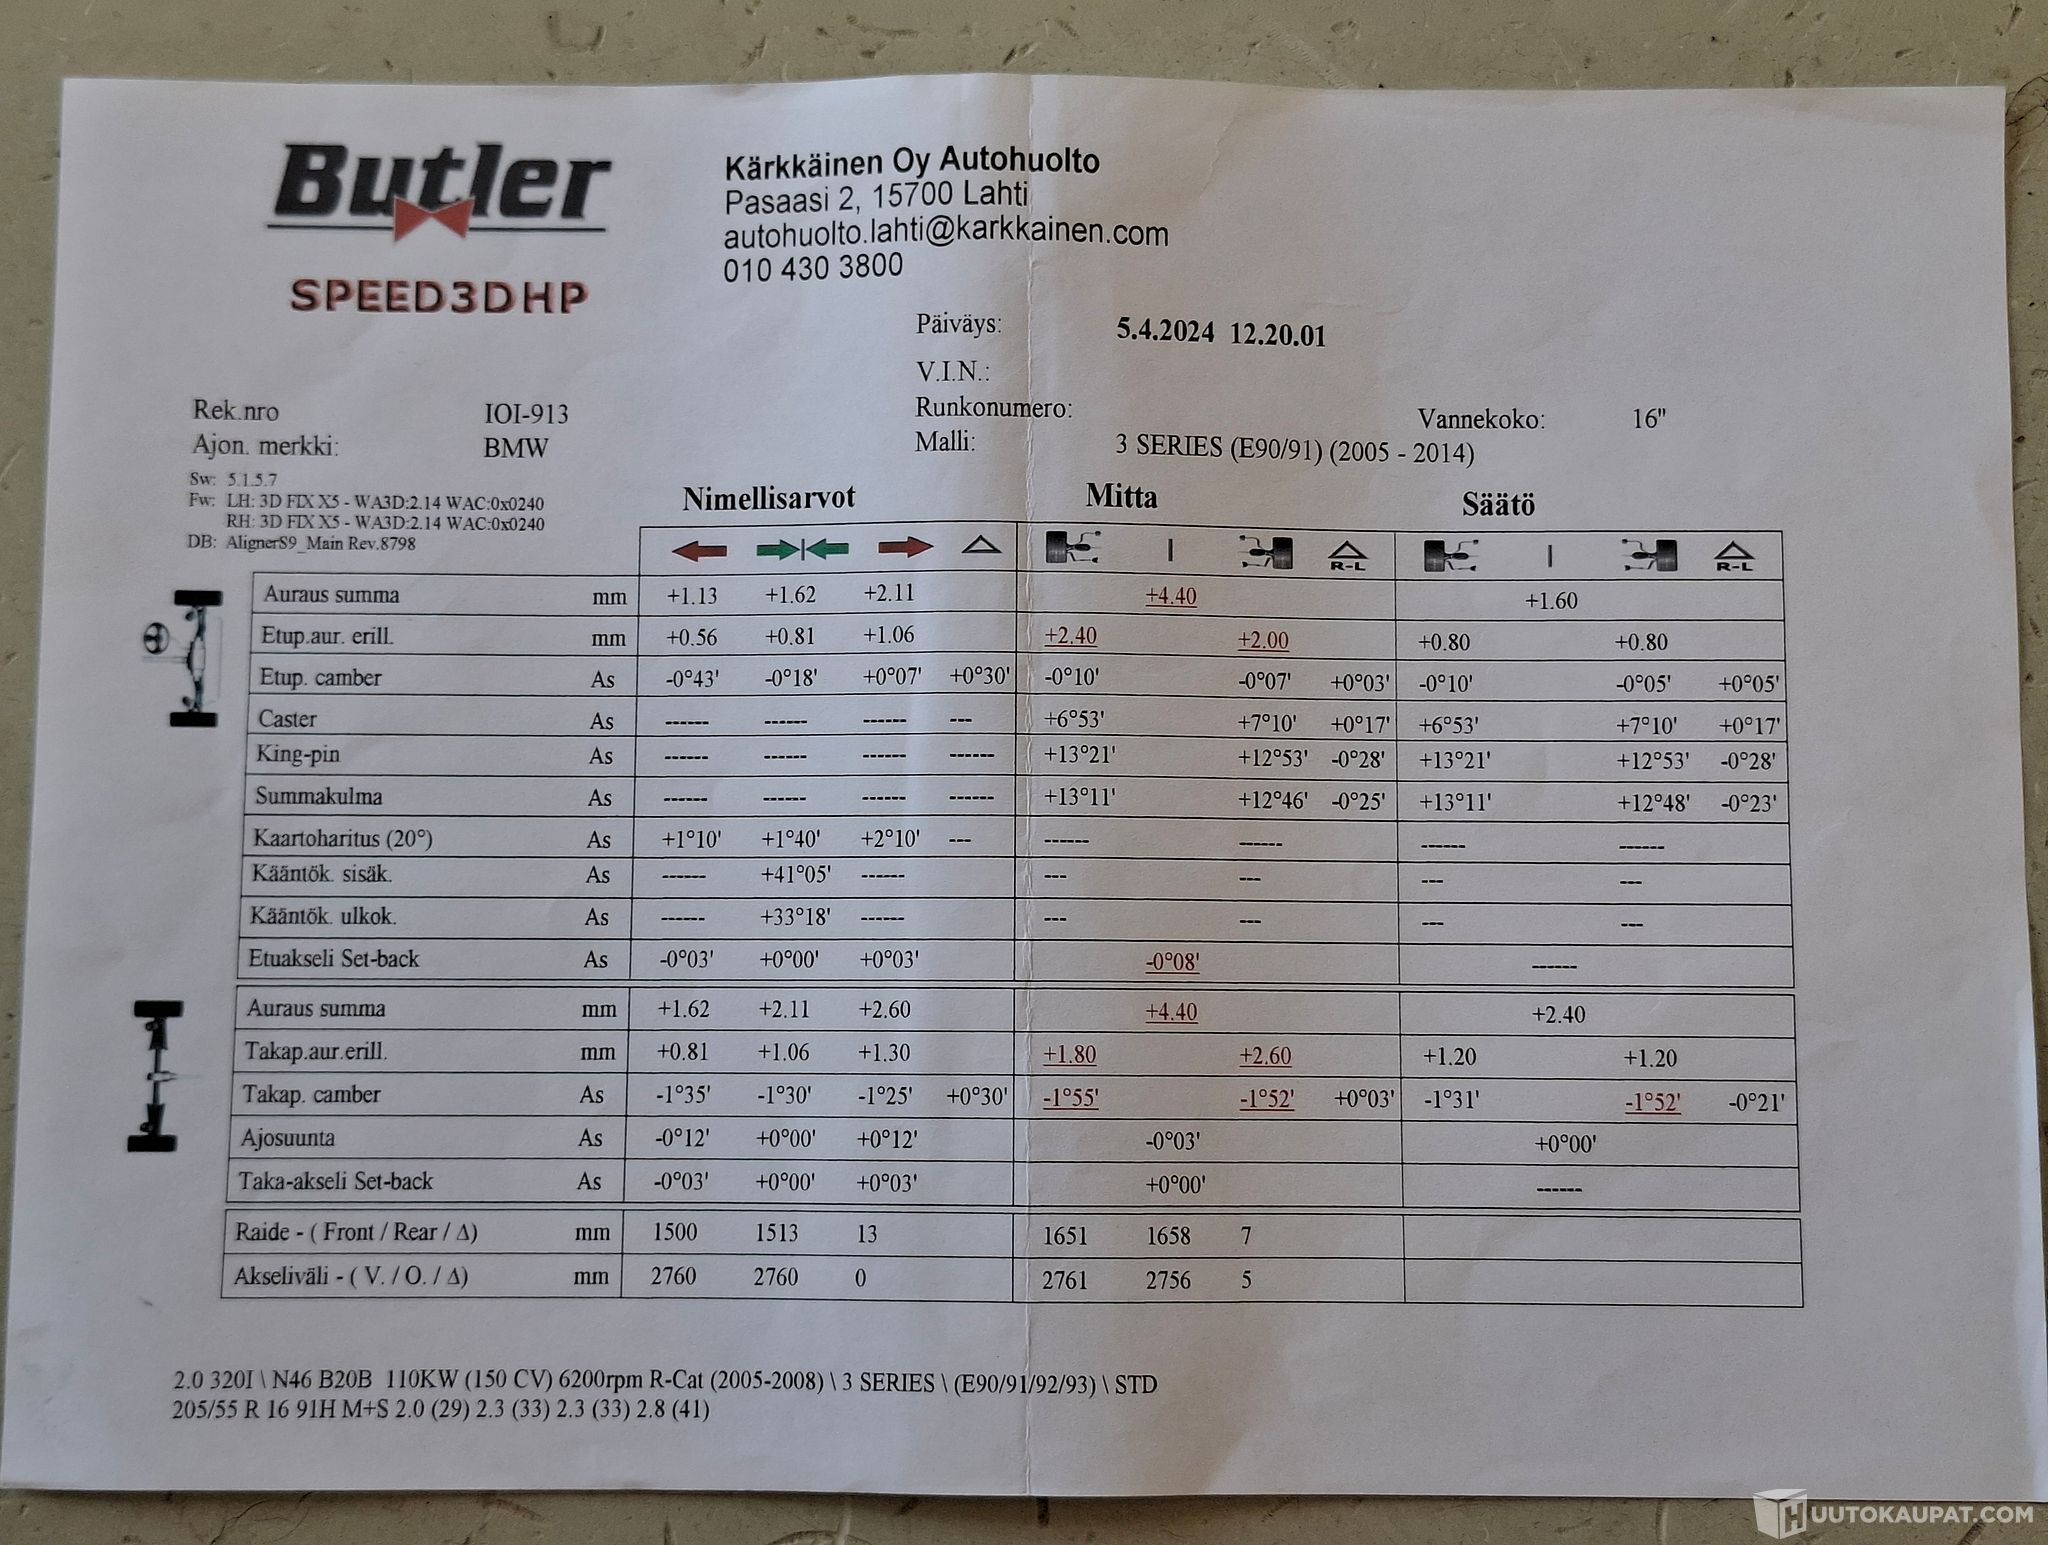 Butler
SPEED3DHP
Kärkkäinen Oy Autohuolto
Pasaasi 2, 15700 Lahti
autohuolto.lahti@karkkainen.com
010 430 3800
Päiväys: 5.4.2024 12.20.01
V.I.N.:
Rek.nro IOI-913 Runkonumero: Vannekoko: 16"
Ajon. merkki: BMW Malli: 3 SERIES (E90/91) (2005 - 2014)
Sw: 5.1.5.7
Fw: LH: 3D FIX X5 - WA3D:2.14 WAC:0x0240
RH: 3D FIX X5 - WA3D:2.14 WAC:0x0240
DB: AlignerS9_Main Rev.8798
Nimellisarvot Mitta Säätö
R-L R-L
Auraus summa mm +1.13 +1.62 +2.11 +4.40 +1.60
Etup.aur. erill. mm +0.56 +0.81 +1.06 +2.40 +2.00 +0.80 +0.80
Etup. camber As -0°43' -0°18' +0°07' +0°30' -0°10' -0°07' +0°03' -0°10' -0°05' +0°05'
Caster As ------ ------ ------ --- +6°53' +7°10' +0°17' +6°53' +7°10' +0°17'
King-pin As ------ ------ ------ ------ +13°21' +12°53' -0°28' +13°21' +12°53' -0°28'
Summakulma As ------ ------ ------ ------ +13°11' +12°46' -0°25' +13°11' +12°48' -0°23'
Kaartoharitus (20°) As +1°10' +1°40' +2°10' --- ------ ------ ------ ------
Kääntök. sisäk. As ------ +41°05' ------ --- --- --- ---
Kääntök. ulkok. As ------ +33°18' ------ --- --- --- ---
Etuakseli Set-back As -0°03' +0°00' +0°03' -0°08' ------
Auraus summa mm +1.62 +2.11 +2.60 +4.40 +2.40
Takap.aur.erill. mm +0.81 +1.06 +1.30 +1.80 +2.60 +1.20 +1.20
Takap. camber As -1°35' -1°30' -1°25' +0°30' -1°55' -1°52' +0°03' -1°31' -1°52' -0°21'
Ajosuunta As -0°12' +0°00' +0°12' -0°03' +0°00'
Taka-akseli Set-back As -0°03' +0°00' +0°03' +0°00' ------
Raide - ( Front / Rear / Δ) mm 1500 1513 13 1651 1658 7
Akseliväli - ( V. / O. / Δ) mm 2760 2760 0 2761 2756 5
2.0 320I \ N46 B20B 110KW (150 CV) 6200rpm R-Cat (2005-2008) \ 3 SERIES \ (E90/91/92/93) \ STD
205/55 R 16 91H M+S 2.0 (29) 2.3 (33) 2.3 (33) 2.8 (41)
HUUTOKAUPAT.COM